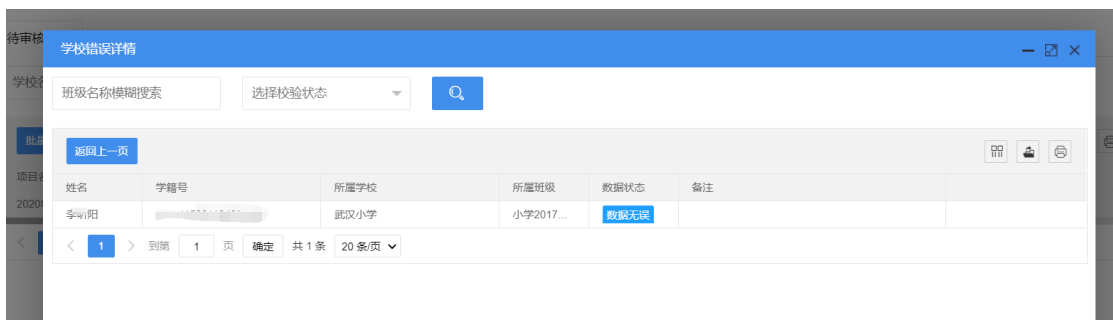 待审核
学校错误详情
学校名
班级名称模糊搜索
选择校验状态
批量
返回上一页
项目名
姓名 学籍号 所属学校 所属班级 数据状态 备注
2020
武汉小学 小学2017... 数据无误
1 到第 1 页 确定 共 1 条 20 条/页